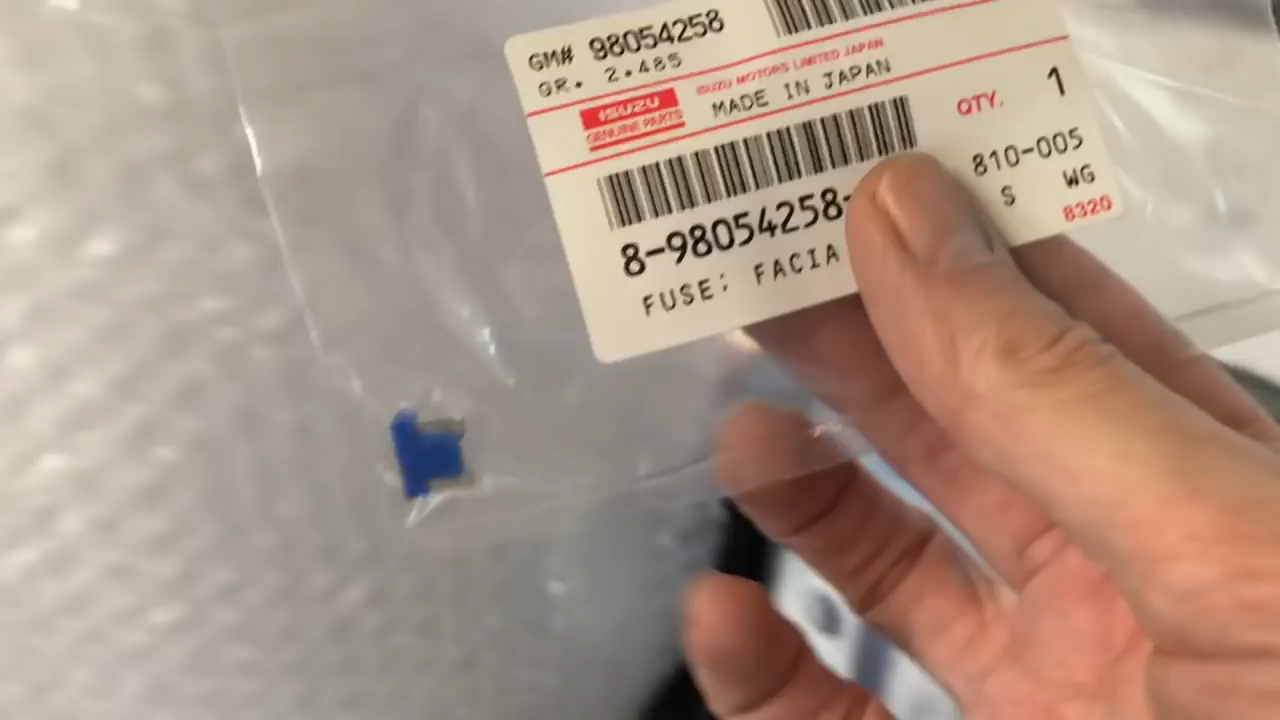 GM# 98054258
GR. 2.485
ISUZU
GENUINE PARTS
ISUZU MOTORS LIMITED JAPAN
MADE IN JAPAN
QTY. 1
8-98054258-
810-005
S WG
8320
FUSE: FACIA